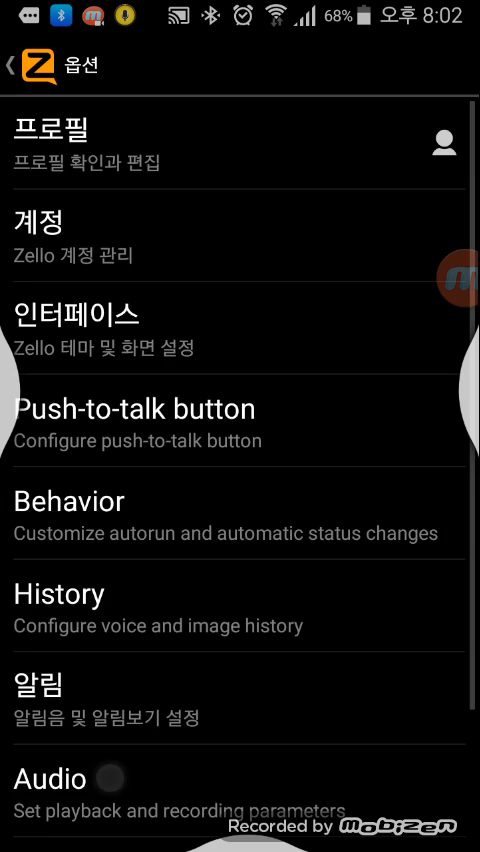 68% 오후 8:02
옵션
프로필
프로필 확인과 편집
계정
Zello 계정 관리
인터페이스
Zello 테마 및 화면 설정
Push-to-talk button
Configure push-to-talk button
Behavior
Customize autorun and automatic status changes
History
Configure voice and image history
알림
알림음 및 알림보기 설정
Audio
Set playback and recording parameters
Recorded by mobizen